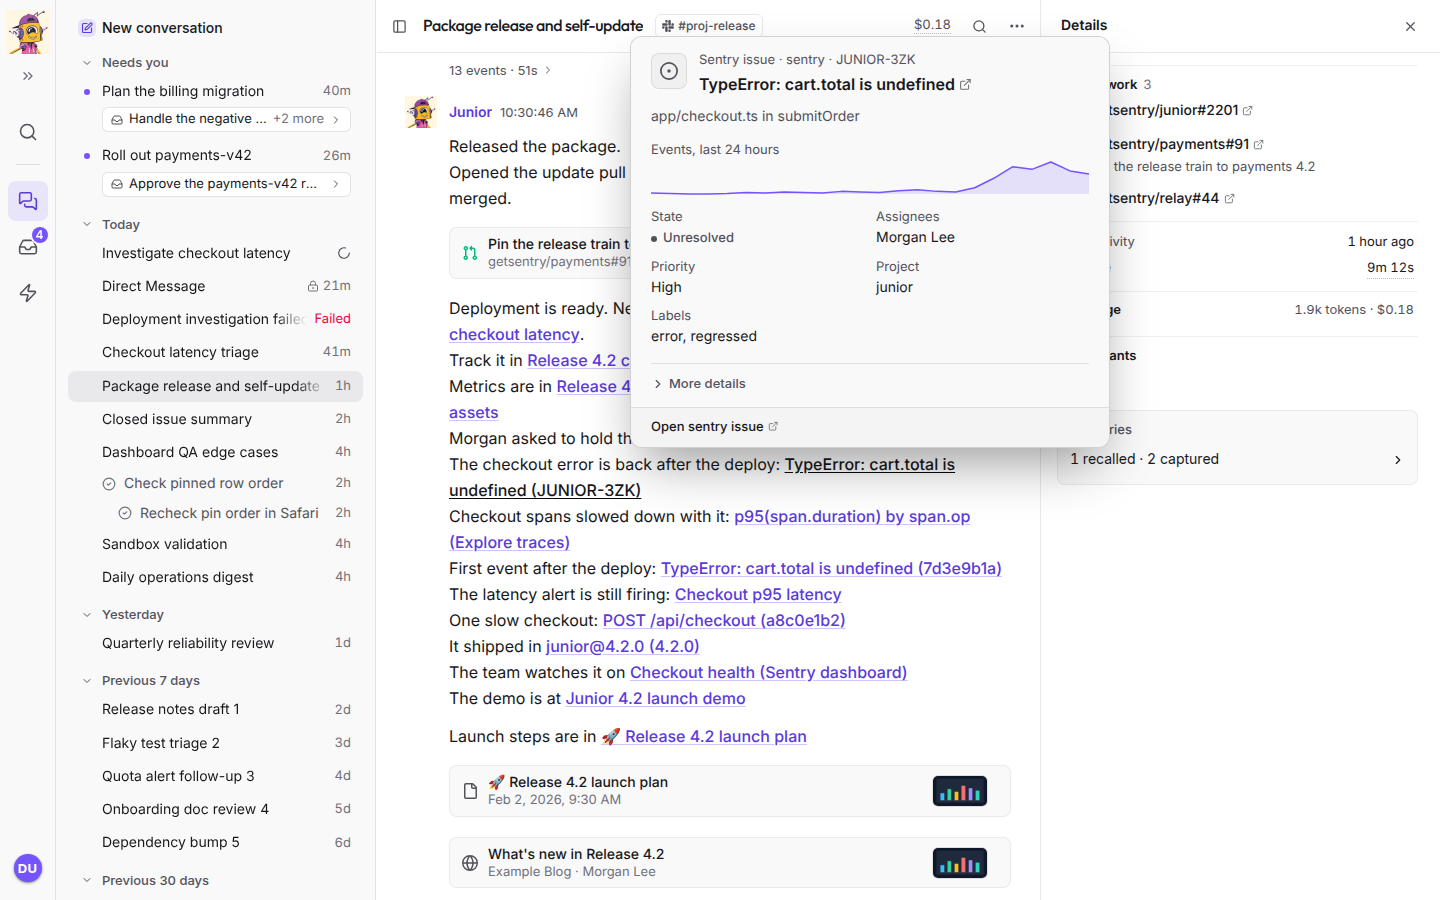 New conversation
Needs you
Plan the billing migration 40m
Handle the negative ... +2 more
Roll out payments-v42 26m
Approve the payments-v42 r...
Today
Investigate checkout latency
Direct Message 21m
Deployment investigation failed Failed
Checkout latency triage 41m
Package release and self-update 1h
Closed issue summary 2h
Dashboard QA edge cases 4h
Check pinned row order 2h
Recheck pin order in Safari 2h
Sandbox validation 4h
Daily operations digest 4h
Yesterday
Quarterly reliability review 1d
Previous 7 days
Release notes draft 1 2d
Flaky test triage 2 3d
Quota alert follow-up 3 4d
Onboarding doc review 4 5d
Dependency bump 5 6d
Previous 30 days
4
DU
Package release and self-update #proj-release $0.18
13 events · 51s
Junior 10:30:46 AM
Released the package.
Opened the update pull
merged.
Pin the release train t
getsentry/payments#91
Deployment is ready. Ne
checkout latency.
Track it in Release 4.2 c
Metrics are in Release 4
assets
Morgan asked to hold th
The checkout error is back after the deploy: TypeError: cart.total is
undefined (JUNIOR-3ZK)
Checkout spans slowed down with it: p95(span.duration) by span.op
(Explore traces)
First event after the deploy: TypeError: cart.total is undefined (7d3e9b1a)
The latency alert is still firing: Checkout p95 latency
One slow checkout: POST /api/checkout (a8c0e1b2)
It shipped in junior@4.2.0 (4.2.0)
The team watches it on Checkout health (Sentry dashboard)
The demo is at Junior 4.2 launch demo
Launch steps are in 🚀 Release 4.2 launch plan
🚀 Release 4.2 launch plan
Feb 2, 2026, 9:30 AM
What's new in Release 4.2
Example Blog · Morgan Lee
Sentry issue · sentry · JUNIOR-3ZK
TypeError: cart.total is undefined
app/checkout.ts in submitOrder
Events, last 24 hours
State Assignees
Unresolved Morgan Lee
Priority Project
High junior
Labels
error, regressed
More details
Open sentry issue
Details
work 3
tsentry/junior#2201
tsentry/payments#91
the release train to payments 4.2
tsentry/relay#44
ivity 1 hour ago
9m 12s
ge 1.9k tokens · $0.18
ants
ries
1 recalled · 2 captured